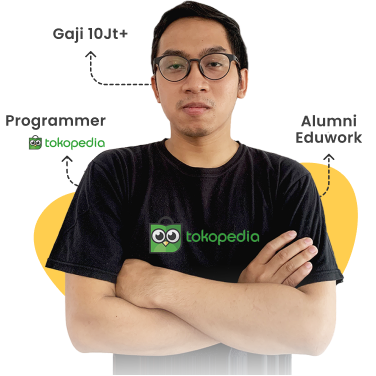 Gaji 10Jt+
Programmer
tokopedia
Alumni
Eduwork
tokopedia